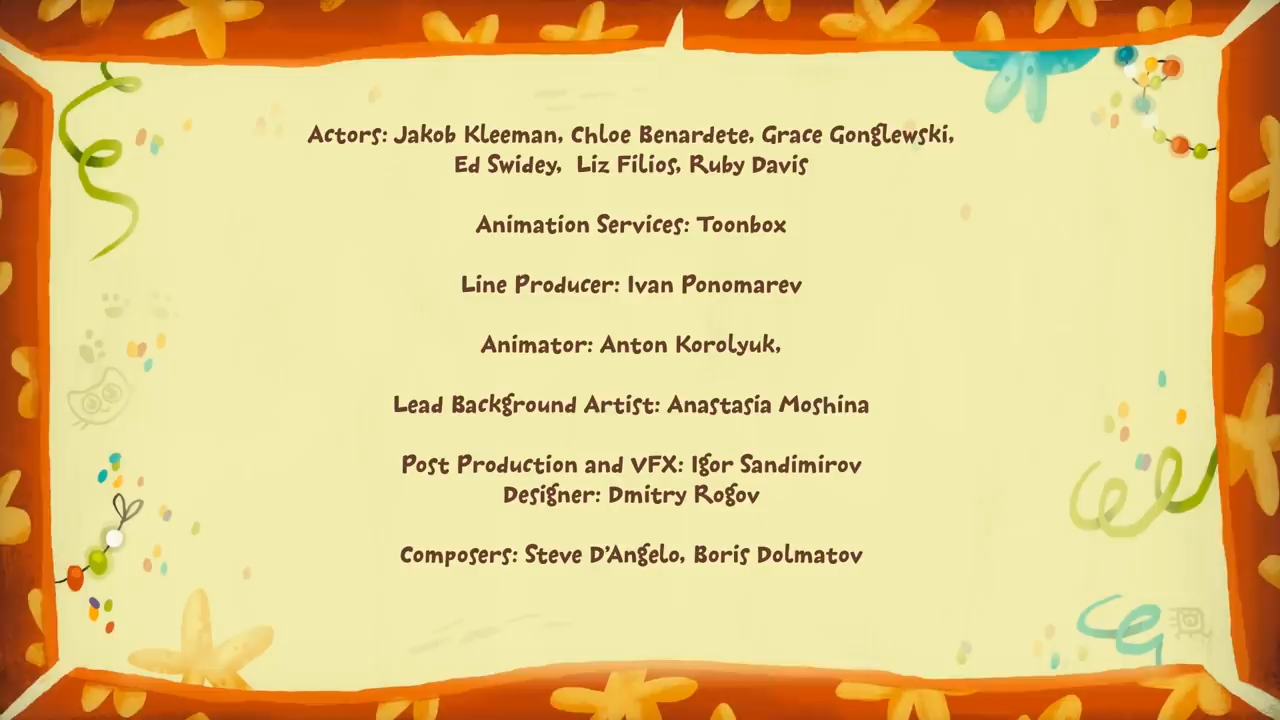 Actors: Jakob Kleeman, Chloe Benardete, Grace Gonglewski,
Ed Swidey,  Liz Filios, Ruby Davis
Animation Services: Toonbox
Line Producer: Ivan Ponomarev
Animator: Anton Korolyuk,
Lead Background Artist: Anastasia Moshina
Post Production and VFX: Igor Sandimirov
Designer: Dmitry Rogov
Composers: Steve D'Angelo, Boris Dolmatov